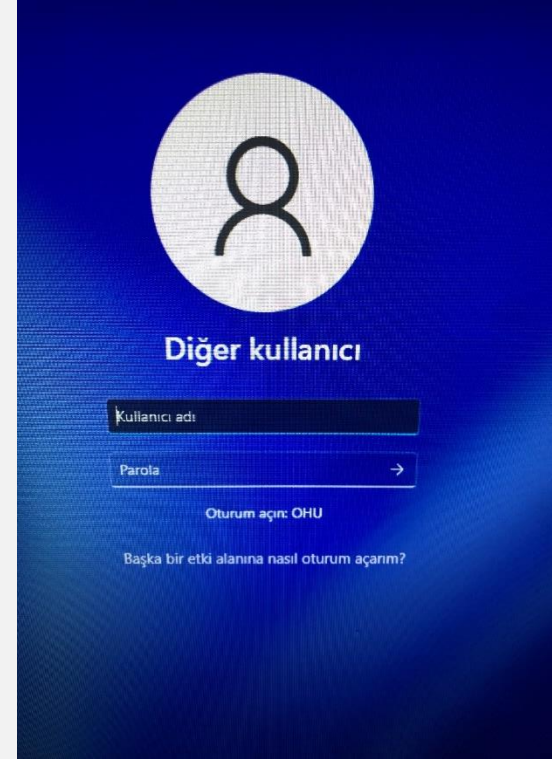 Diğer kullanıcı
Kullanıcı adı
Parola
Oturum açın: OHU
Başka bir etki alanına nasıl oturum açarım?